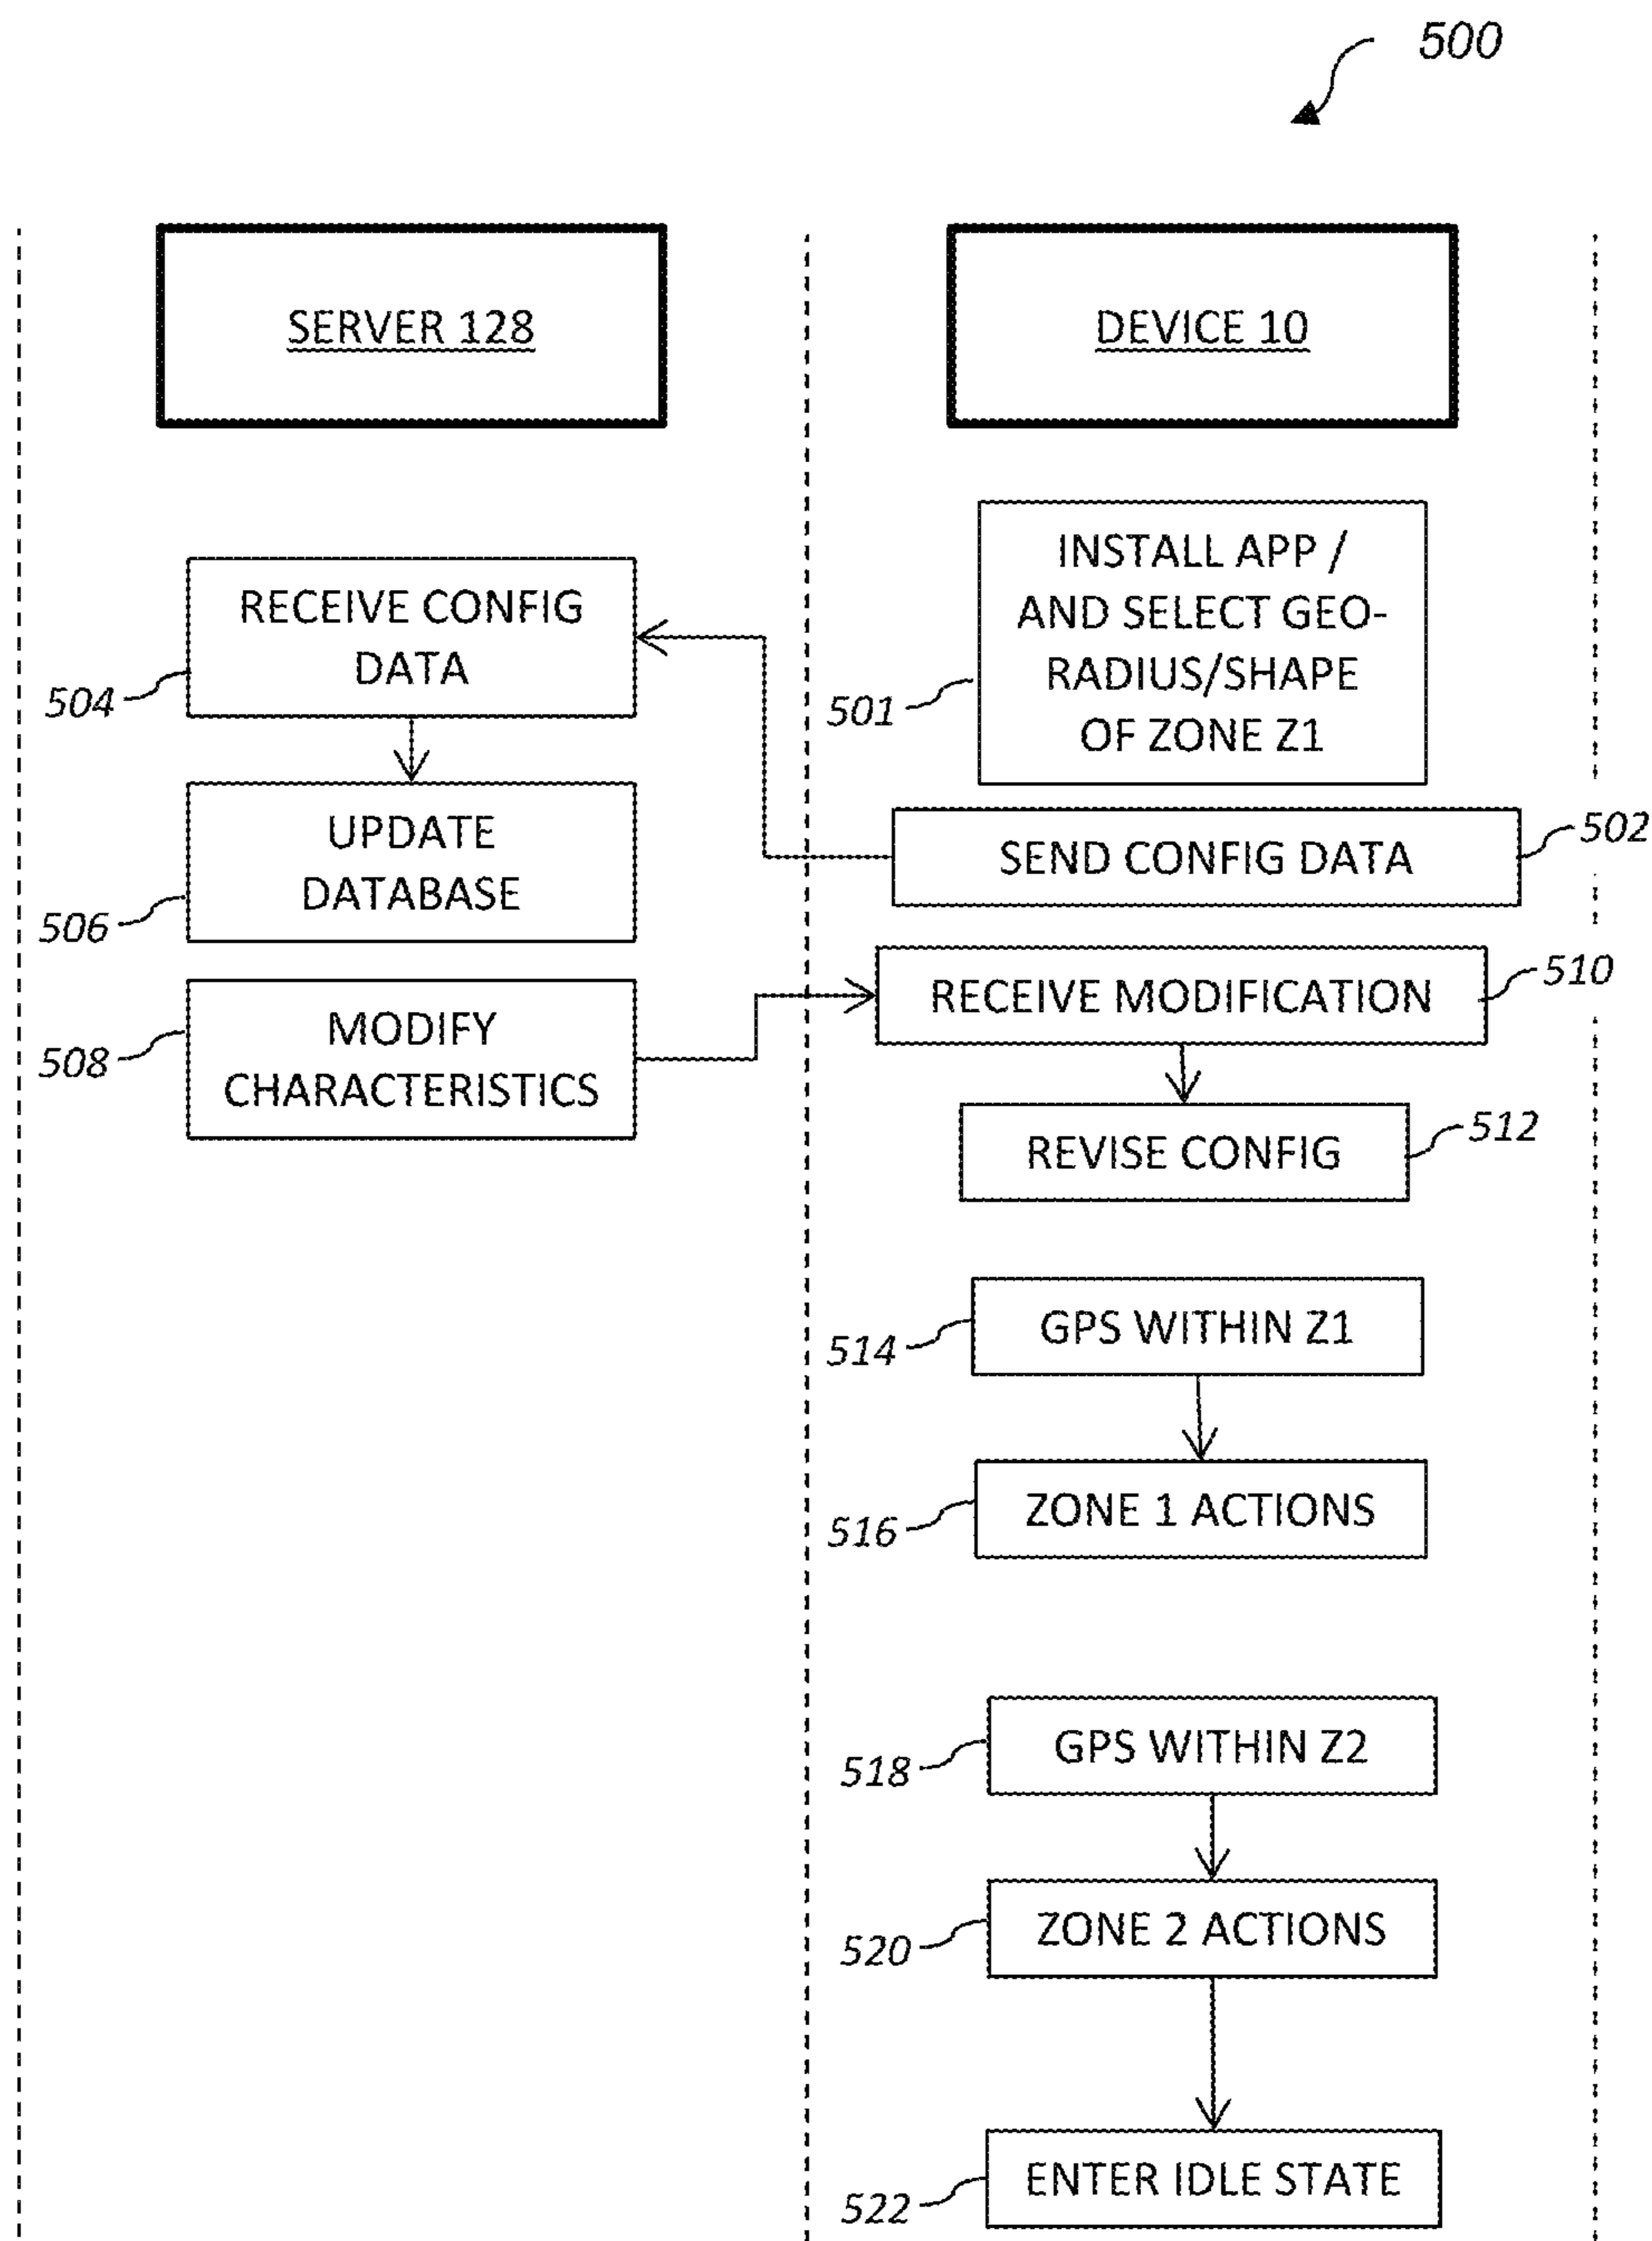 500
SERVER 128
DEVICE 10
INSTALL APP /
AND SELECT GEO-
RADIUS/SHAPE
OF ZONE Z1
501
RECEIVE CONFIG
DATA
504
SEND CONFIG DATA
502
UPDATE
DATABASE
506
RECEIVE MODIFICATION
510
MODIFY
CHARACTERISTICS
508
REVISE CONFIG
512
GPS WITHIN Z1
514
ZONE 1 ACTIONS
516
GPS WITHIN Z2
518
ZONE 2 ACTIONS
520
ENTER IDLE STATE
522